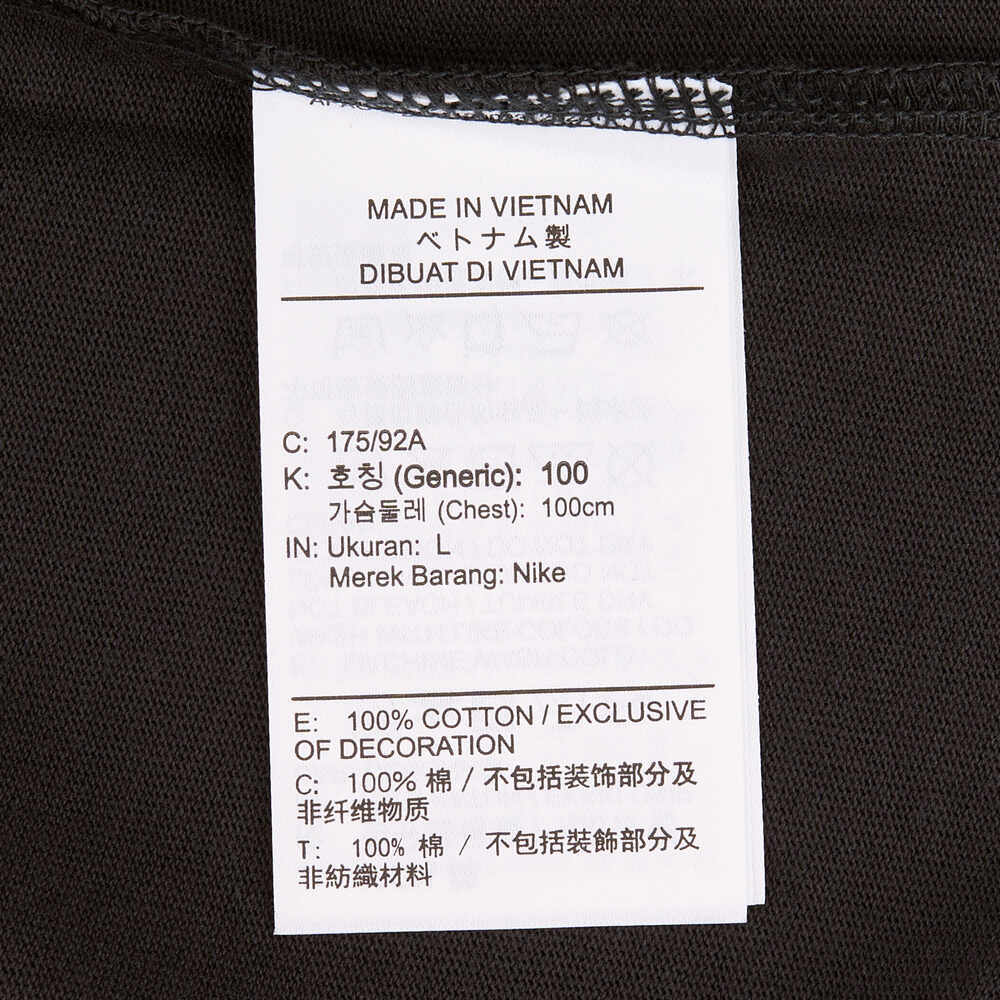 MADE IN VIETNAM
ベトナム製
DIBUAT DI VIETNAM
C: 175/92A
K: 호칭 (Generic): 100
가슴둘레 (Chest): 100cm
IN: Ukuran: L
Merek Barang: Nike
E: 100% COTTON / EXCLUSIVE
OF DECORATION
C: 100% 棉 / 不包括装饰部分及
非纤维物质
T: 100% 棉 / 不包括裝飾部分及
非紡織材料